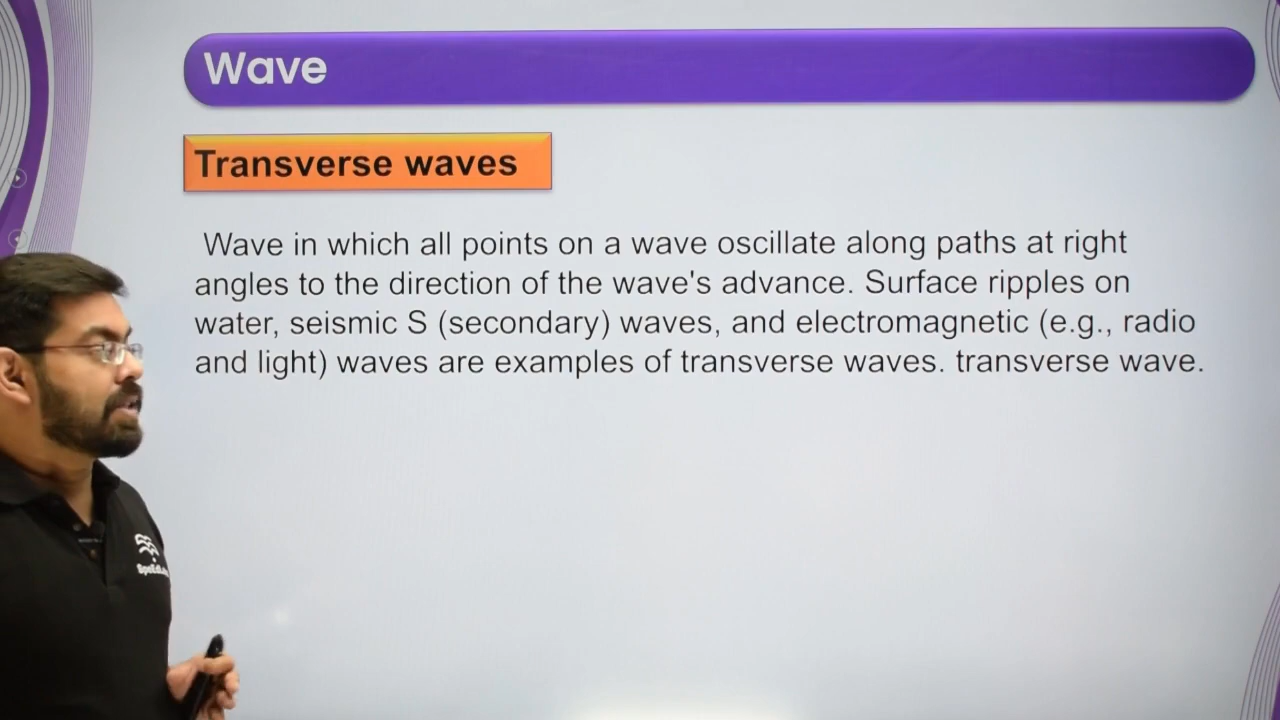 Wave
Transverse waves
Wave in which all points on a wave oscillate along paths at right
angles to the direction of the wave's advance. Surface ripples on
water, seismic S (secondary) waves, and electromagnetic (e.g., radio
and light) waves are examples of transverse waves. transverse wave.